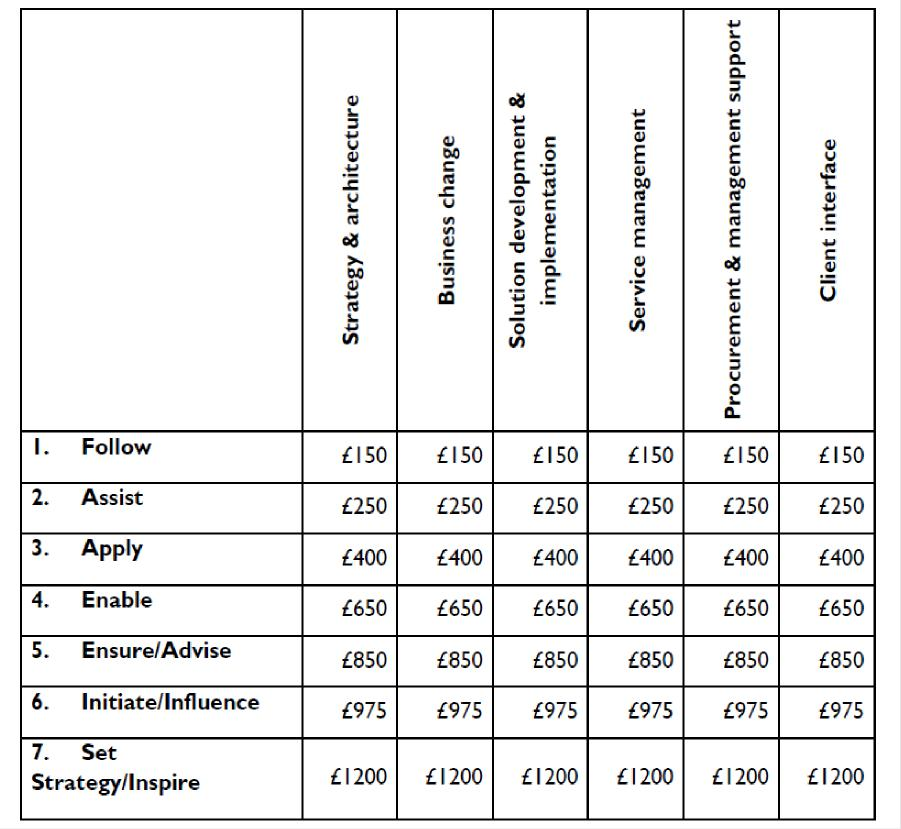 Strategy & architecture
Business change
Solution development &
implementation
Service management
Procurement & management support
Client interface
1. Follow £150 £150 £150 £150 £150 £150
2. Assist £250 £250 £250 £250 £250 £250
3. Apply £400 £400 £400 £400 £400 £400
4. Enable £650 £650 £650 £650 £650 £650
5. Ensure/Advise £850 £850 £850 £850 £850 £850
6. Initiate/Influence £975 £975 £975 £975 £975 £975
7. Set
Strategy/Inspire £1200 £1200 £1200 £1200 £1200 £1200